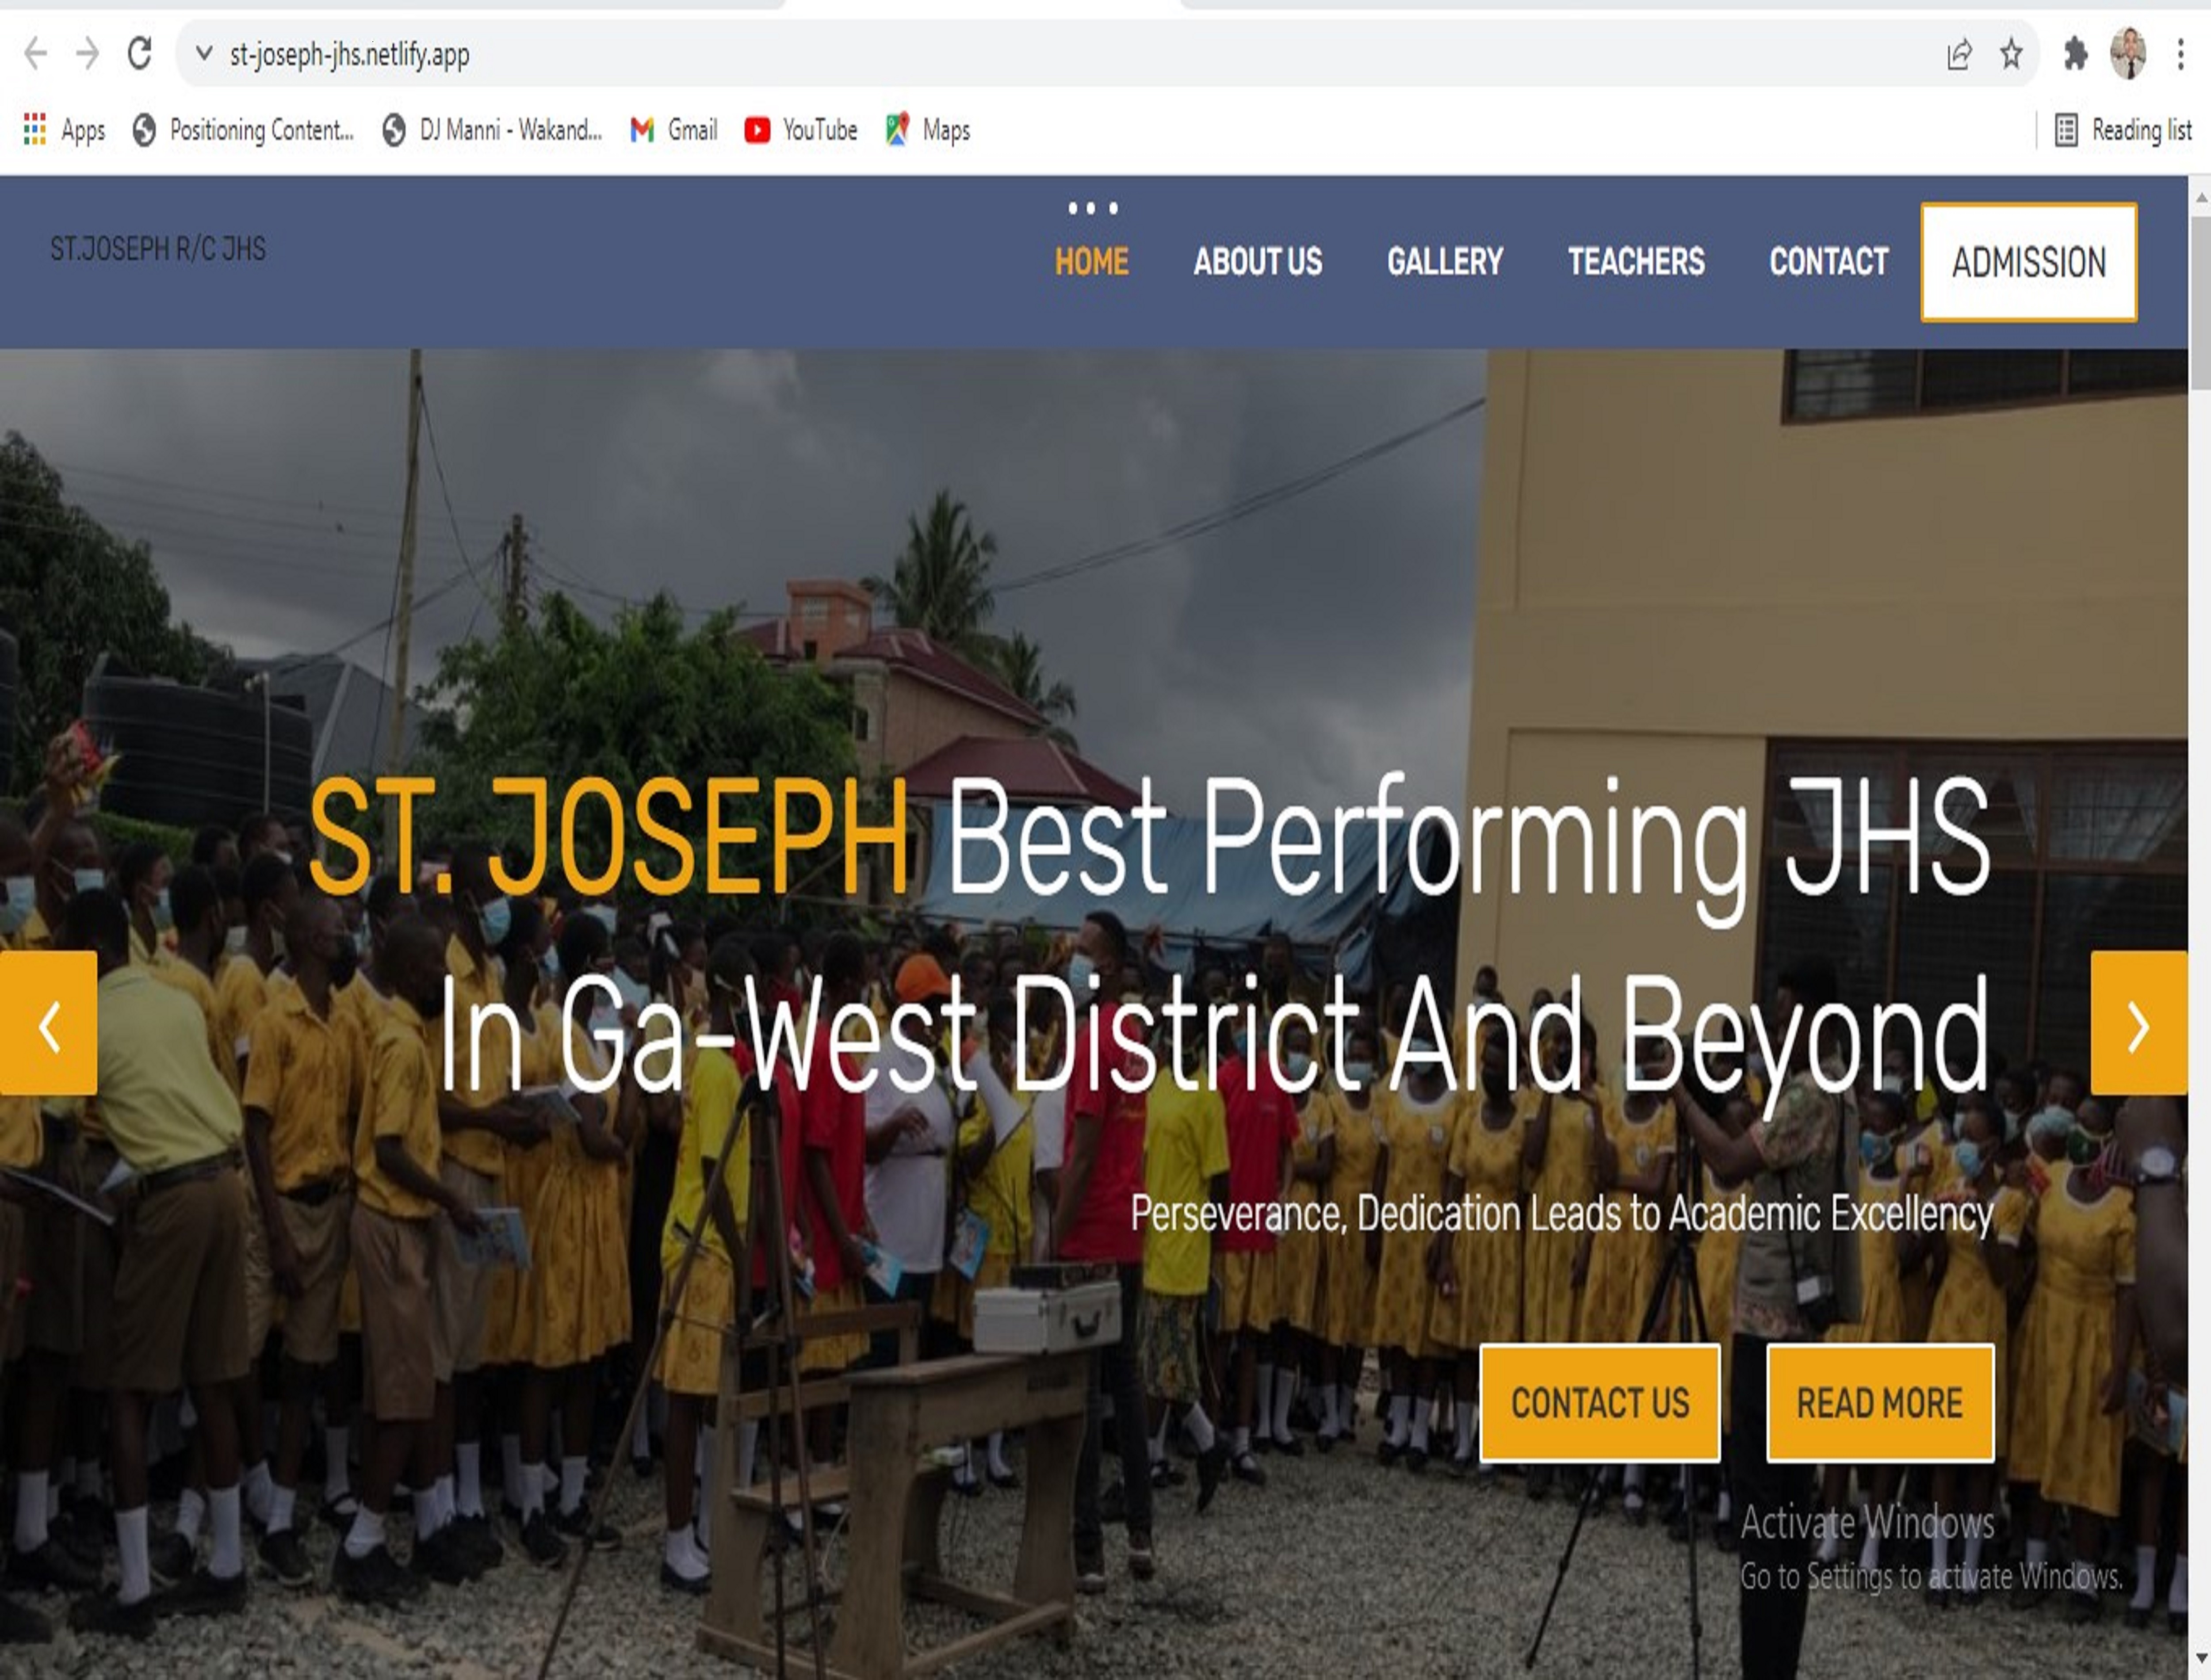 st-joseph-jhs.netlify.app
Apps Positioning Content... DJ Manni - Wakand... Gmail YouTube Maps Reading list
ST.JOSEPH R/C JHS HOME ABOUT US GALLERY TEACHERS CONTACT ADMISSION
ST. JOSEPH Best Performing JHS
In Ga-West District And Beyond
Perseverance, Dedication Leads to Academic Excellency
CONTACT US READ MORE
Activate Windows
Go to Settings to activate Windows.